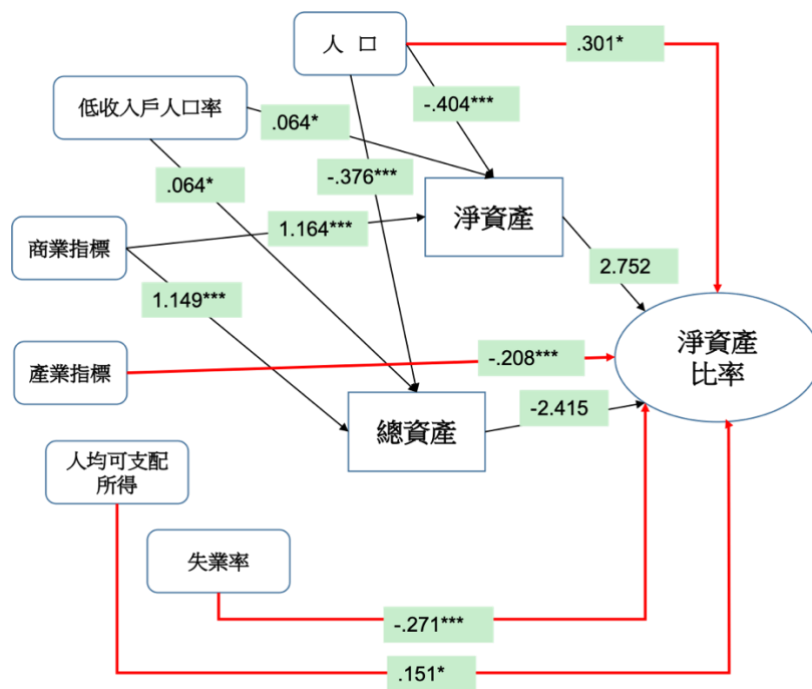 人 口
.301*
低收入戶人口率
.064*
-.404***
.064*
-.376***
淨資產
商業指標
1.164***
2.752
1.149***
產業指標
-.208***
淨資產
比率
總資產
-2.415
人均可支配
所得
失業率
-.271***
.151*